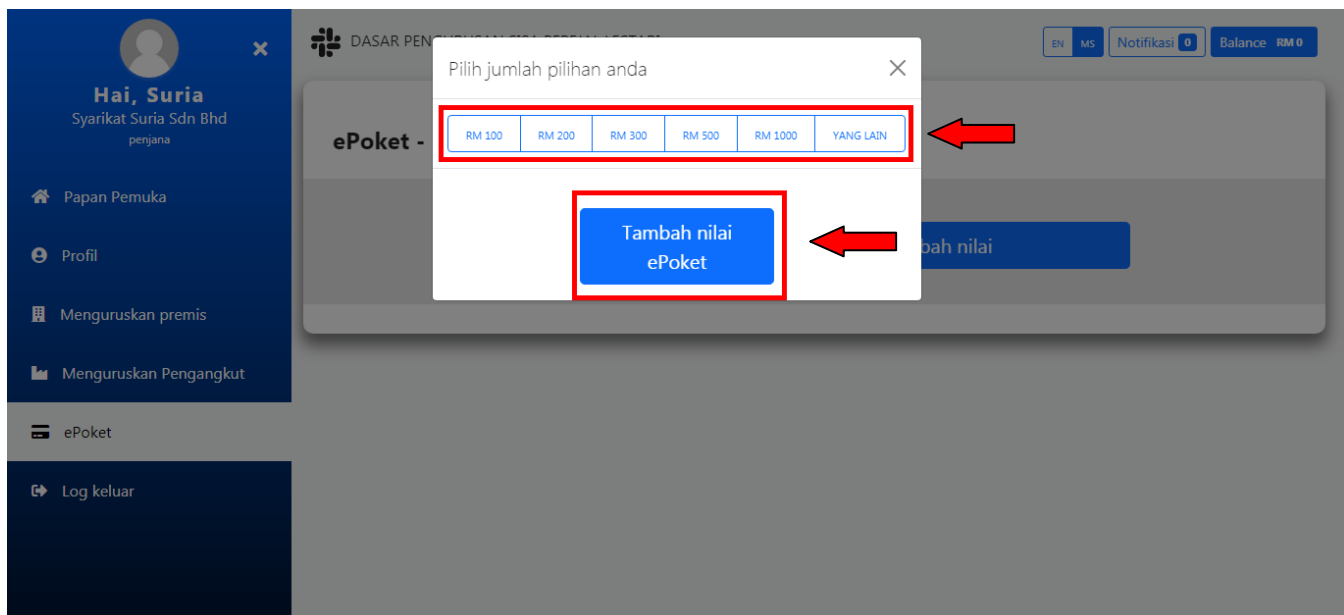 Hai, Suria
Syarikat Suria Sdn Bhd
penjana
Papan Pemuka
Profil
Menguruskan premis
Menguruskan Pengangkut
ePoket
Log keluar
DASAR PEN
EN MS Notifikasi 0 Balance RM 0
ePoket -
Pilih jumlah pilihan anda
RM 100 RM 200 RM 300 RM 500 RM 1000 YANG LAIN
Tambah nilai
ePoket
bah nilai